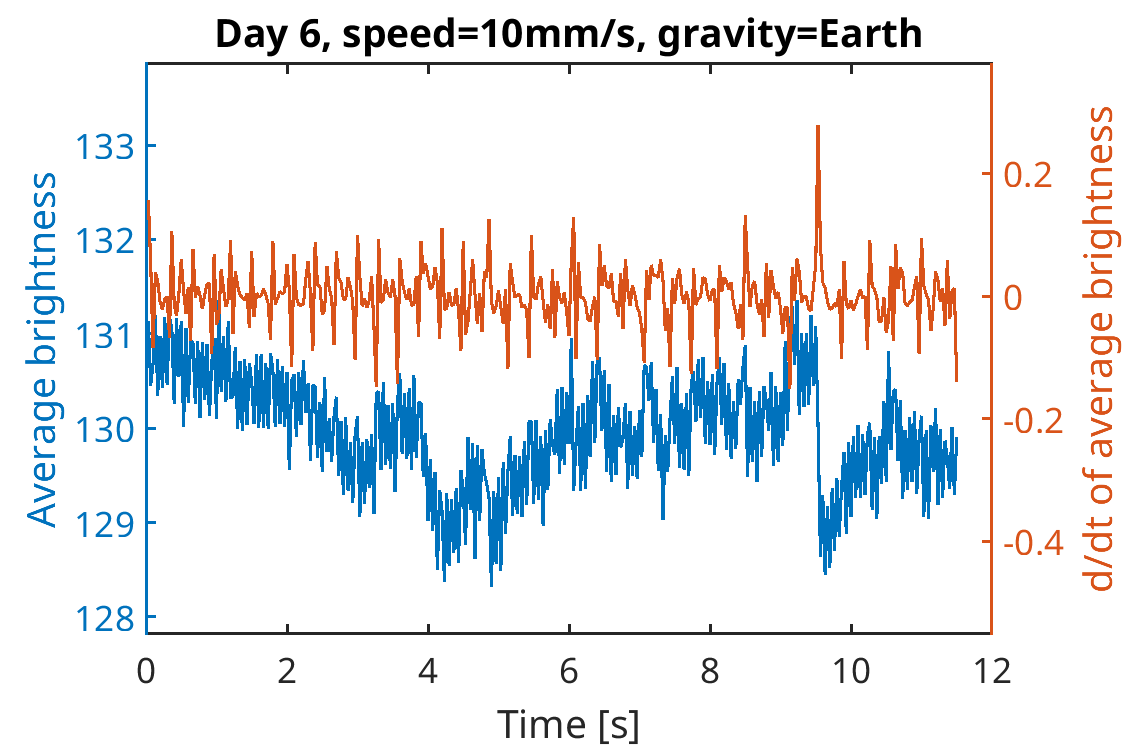 Day 6, speed=10mm/s, gravity=Earth
Average brightness
133
132
131
130
129
128
0.2
0
-0.2
-0.4
d/dt of average brightness
0 2 4 6 8 10 12
Time [s]